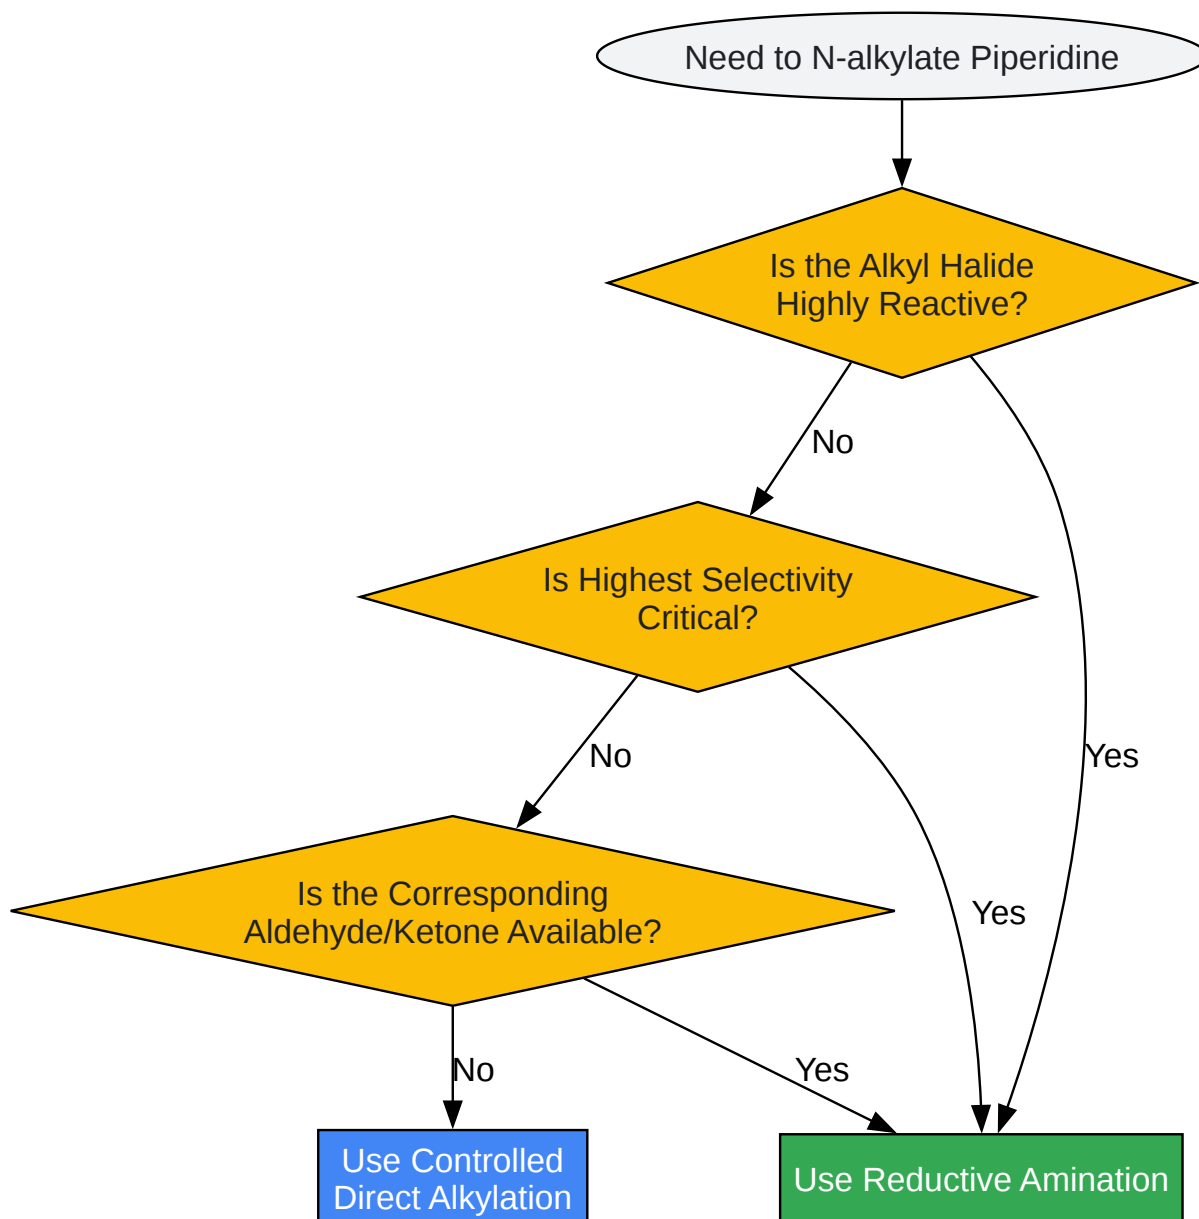 Need to N-alkylate Piperidine
Is the Alkyl Halide
Highly Reactive?
No
Is Highest Selectivity
Critical?
No
Yes
Is the Corresponding
Aldehyde/Ketone Available?
Yes
No
Yes
Use Controlled
Direct Alkylation
Use Reductive Amination